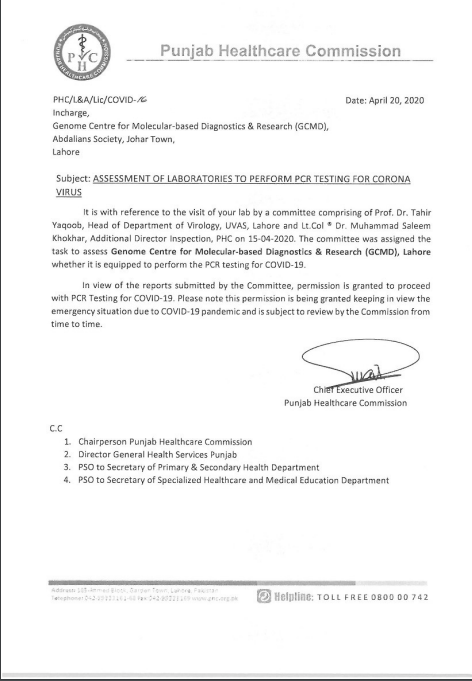 PHC
PUNJAB HEALTHCARE COMMISSION
Punjab Healthcare Commission
PHC/L&A/Lic/COVID-16
Date: April 20, 2020
Incharge,
Genome Centre for Molecular-based Diagnostics & Research (GCMD),
Abdalians Society, Johar Town,
Lahore
Subject: ASSESSMENT OF LABORATORIES TO PERFORM PCR TESTING FOR CORONA
VIRUS
It is with reference to the visit of your lab by a committee comprising of Prof. Dr. Tahir
Yaqoob, Head of Department of Virology, UVAS, Lahore and Lt.Col ® Dr. Muhammad Saleem
Khokhar, Additional Director Inspection, PHC on 15-04-2020. The committee was assigned the
task to assess Genome Centre for Molecular-based Diagnostics & Research (GCMD), Lahore
whether it is equipped to perform the PCR testing for COVID-19.
In view of the reports submitted by the Committee, permission is granted to proceed
with PCR Testing for COVID-19. Please note this permission is being granted keeping in view the
emergency situation due to COVID-19 pandemic and is subject to review by the Commission from
time to time.
Chief Executive Officer
Punjab Healthcare Commission
C.C
1. Chairperson Punjab Healthcare Commission
2. Director General Health Services Punjab
3. PSO to Secretary of Primary & Secondary Health Department
4. PSO to Secretary of Specialized Healthcare and Medical Education Department
Address: Block, Garden Town, Lahore, Pakistan
Helpline: TOLL FREE 0800 00 742